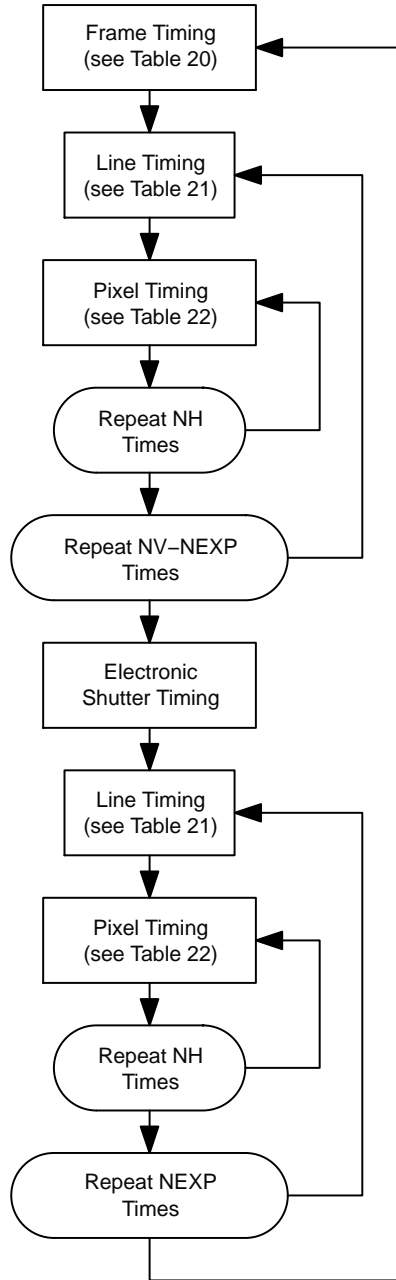 Frame Timing
(see Table 20)
Line Timing
(see Table 21)
Pixel Timing
(see Table 22)
Repeat NH
Times
Repeat NV−NEXP
Times
Electronic
Shutter Timing
Line Timing
(see Table 21)
Pixel Timing
(see Table 22)
Repeat NH
Times
Repeat NEXP
Times